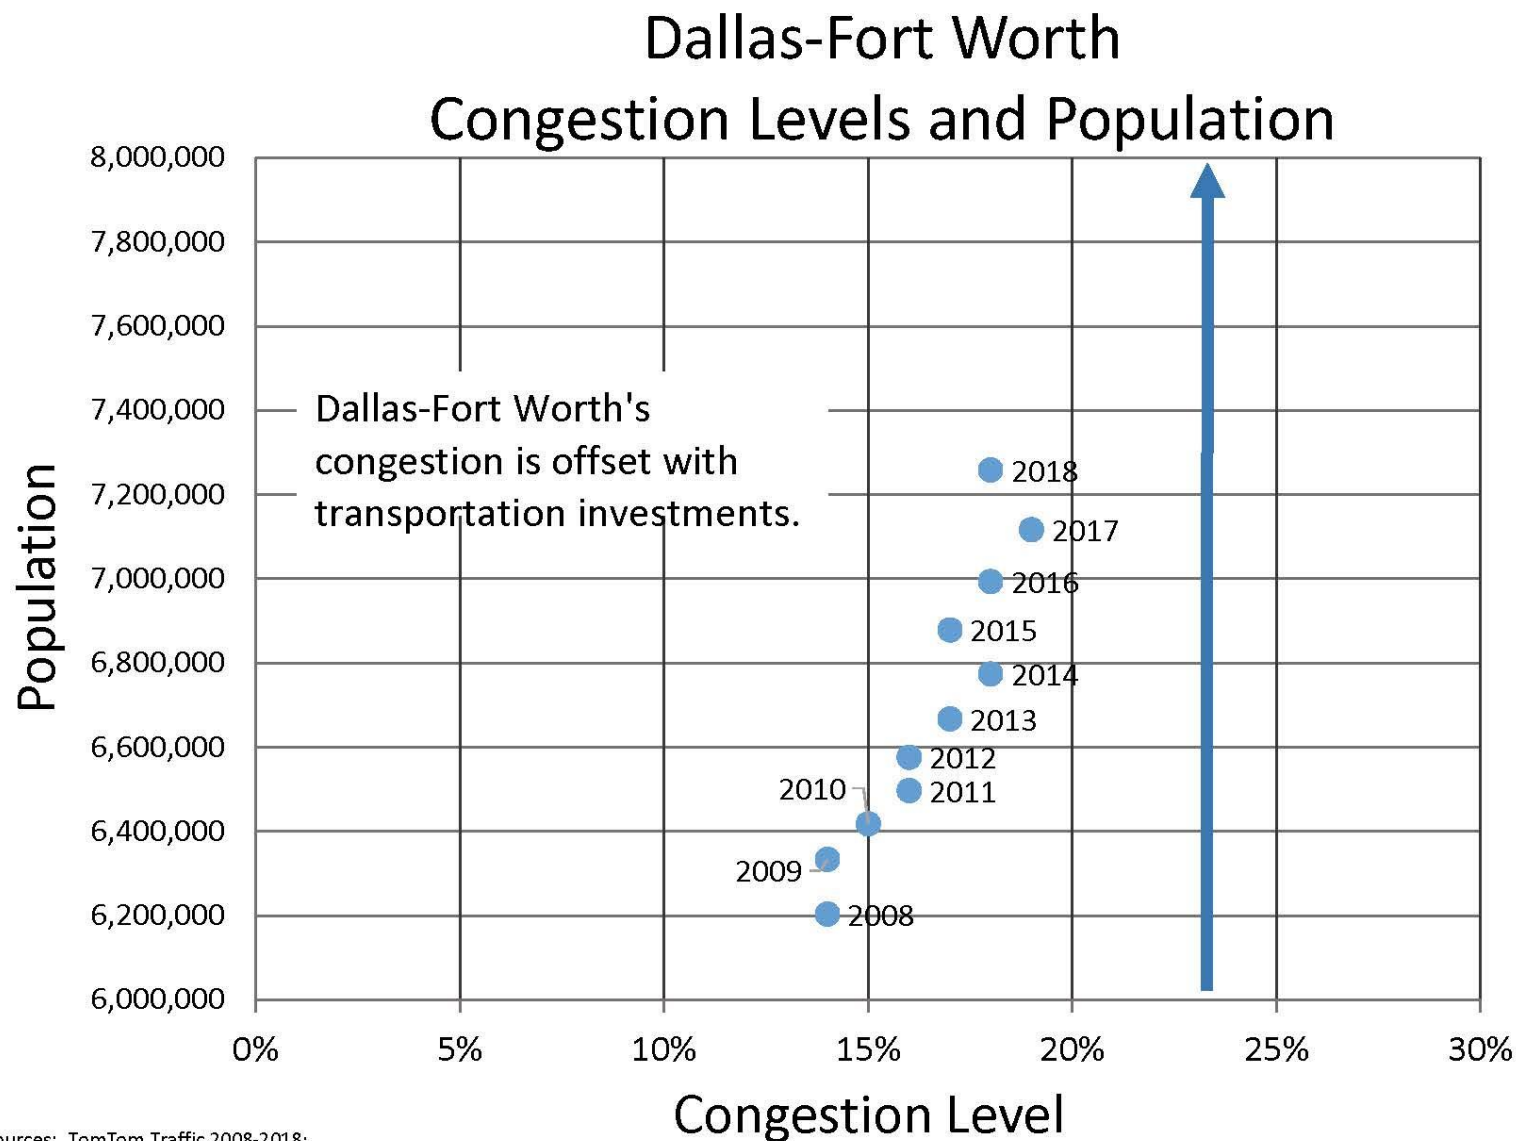 Dallas-Fort Worth
Congestion Levels and Population
8,000,000
7,800,000
7,600,000
7,400,000
7,200,000
7,000,000
6,800,000
6,600,000
6,400,000
6,200,000
6,000,000
Population
Dallas-Fort Worth's
congestion is offset with
transportation investments.
2018
2017
2016
2015
2014
2013
2012
2010
2011
2009
2008
0% 5% 10% 15% 20% 25% 30%
Congestion Level
TomTom Traffic 2008-2018;